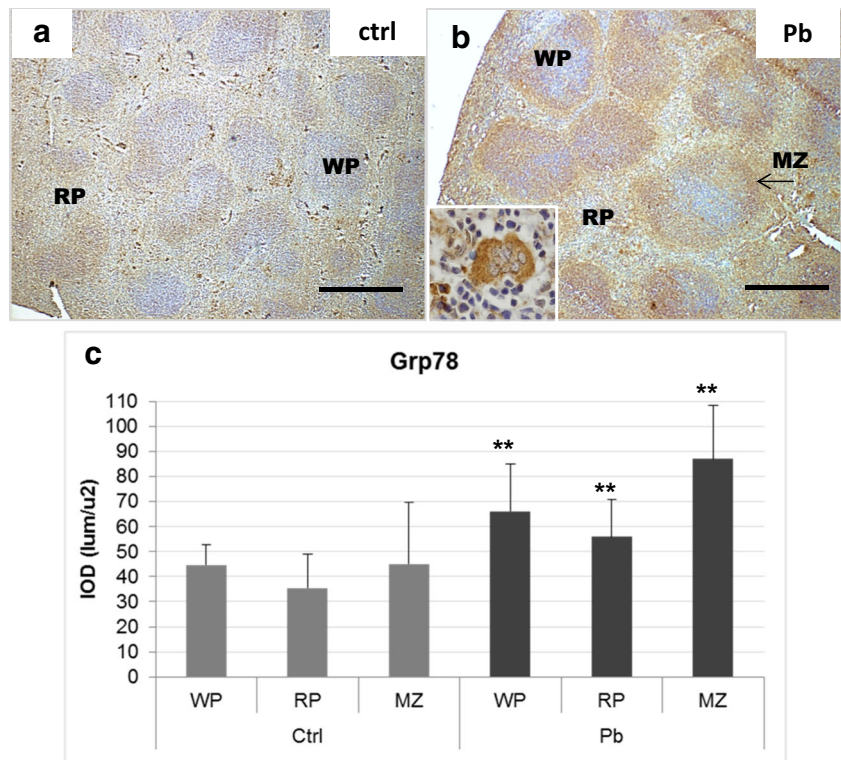 a
ctrl
RP
WP
b
Pb
WP
MZ
RP
c
Grp78
IOD (lum/u2)
110
100
90
80
70
60
50
40
30
20
10
0
**
**
**
WP RP MZ WP RP MZ
Ctrl Pb